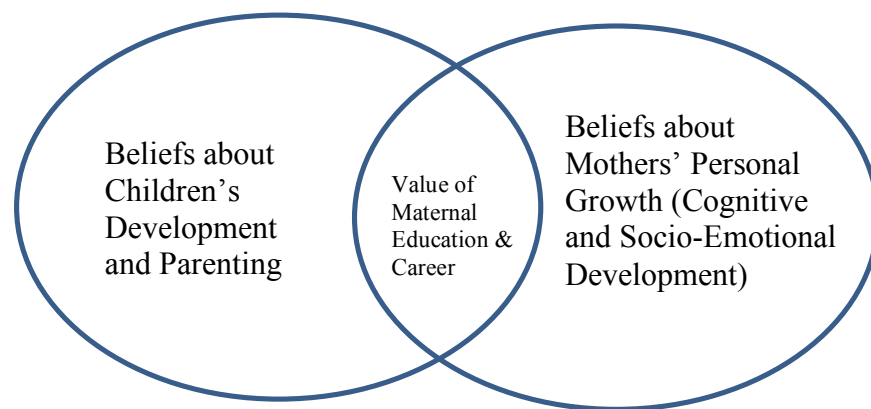 Beliefs about
Children's
Development
and Parenting
Value of
Maternal
Education &
Career
Beliefs about
Mothers' Personal
Growth (Cognitive
and Socio-Emotional
Development)